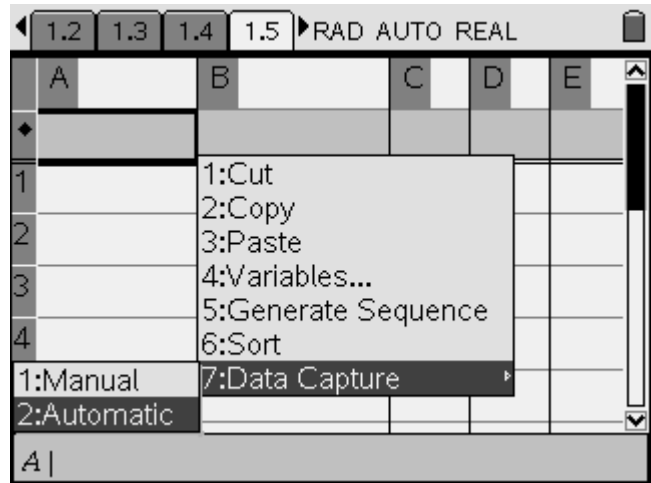 1.2 1.3 1.4 1.5 RAD AUTO REAL
A B C D E
1
2
3
4
1:Cut
2:Copy
3:Paste
4:Variables...
5:Generate Sequence
6:Sort
7:Data Capture
1:Manual
2:Automatic
A